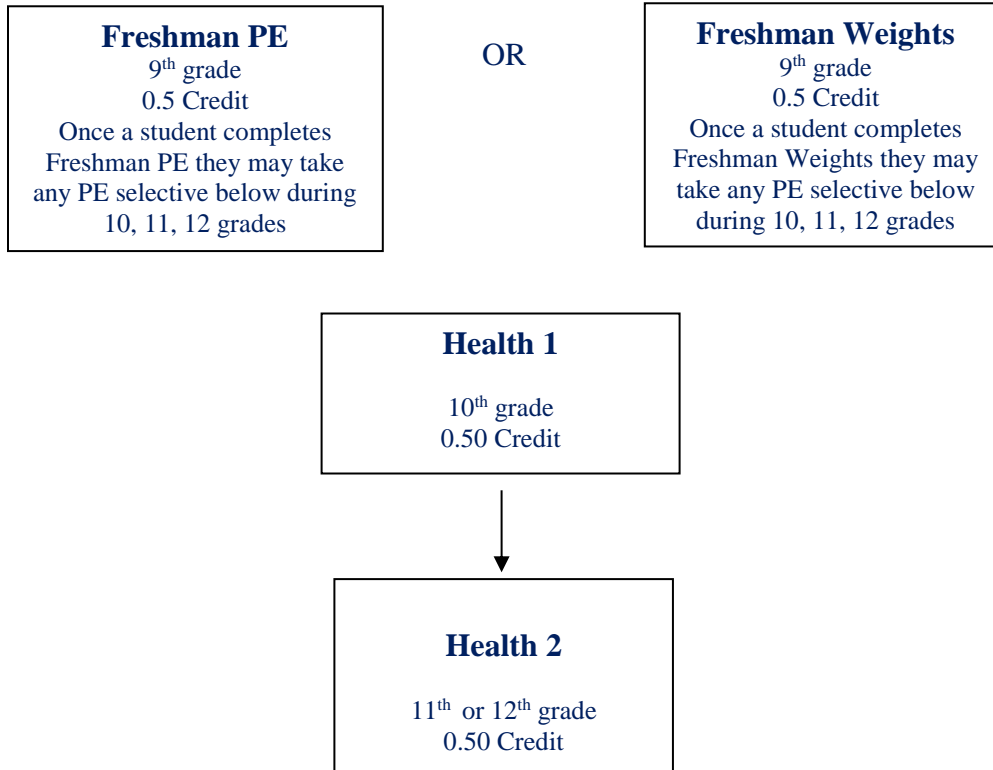 Freshman PE
9th grade
0.5 Credit
Once a student completes
Freshman PE they may take
any PE selective below during
10, 11, 12 grades
OR
Freshman Weights
9th grade
0.5 Credit
Once a student completes
Freshman Weights they may
take any PE selective below
during 10, 11, 12 grades
Health 1
10th grade
0.50 Credit
Health 2
11th or 12th grade
0.50 Credit